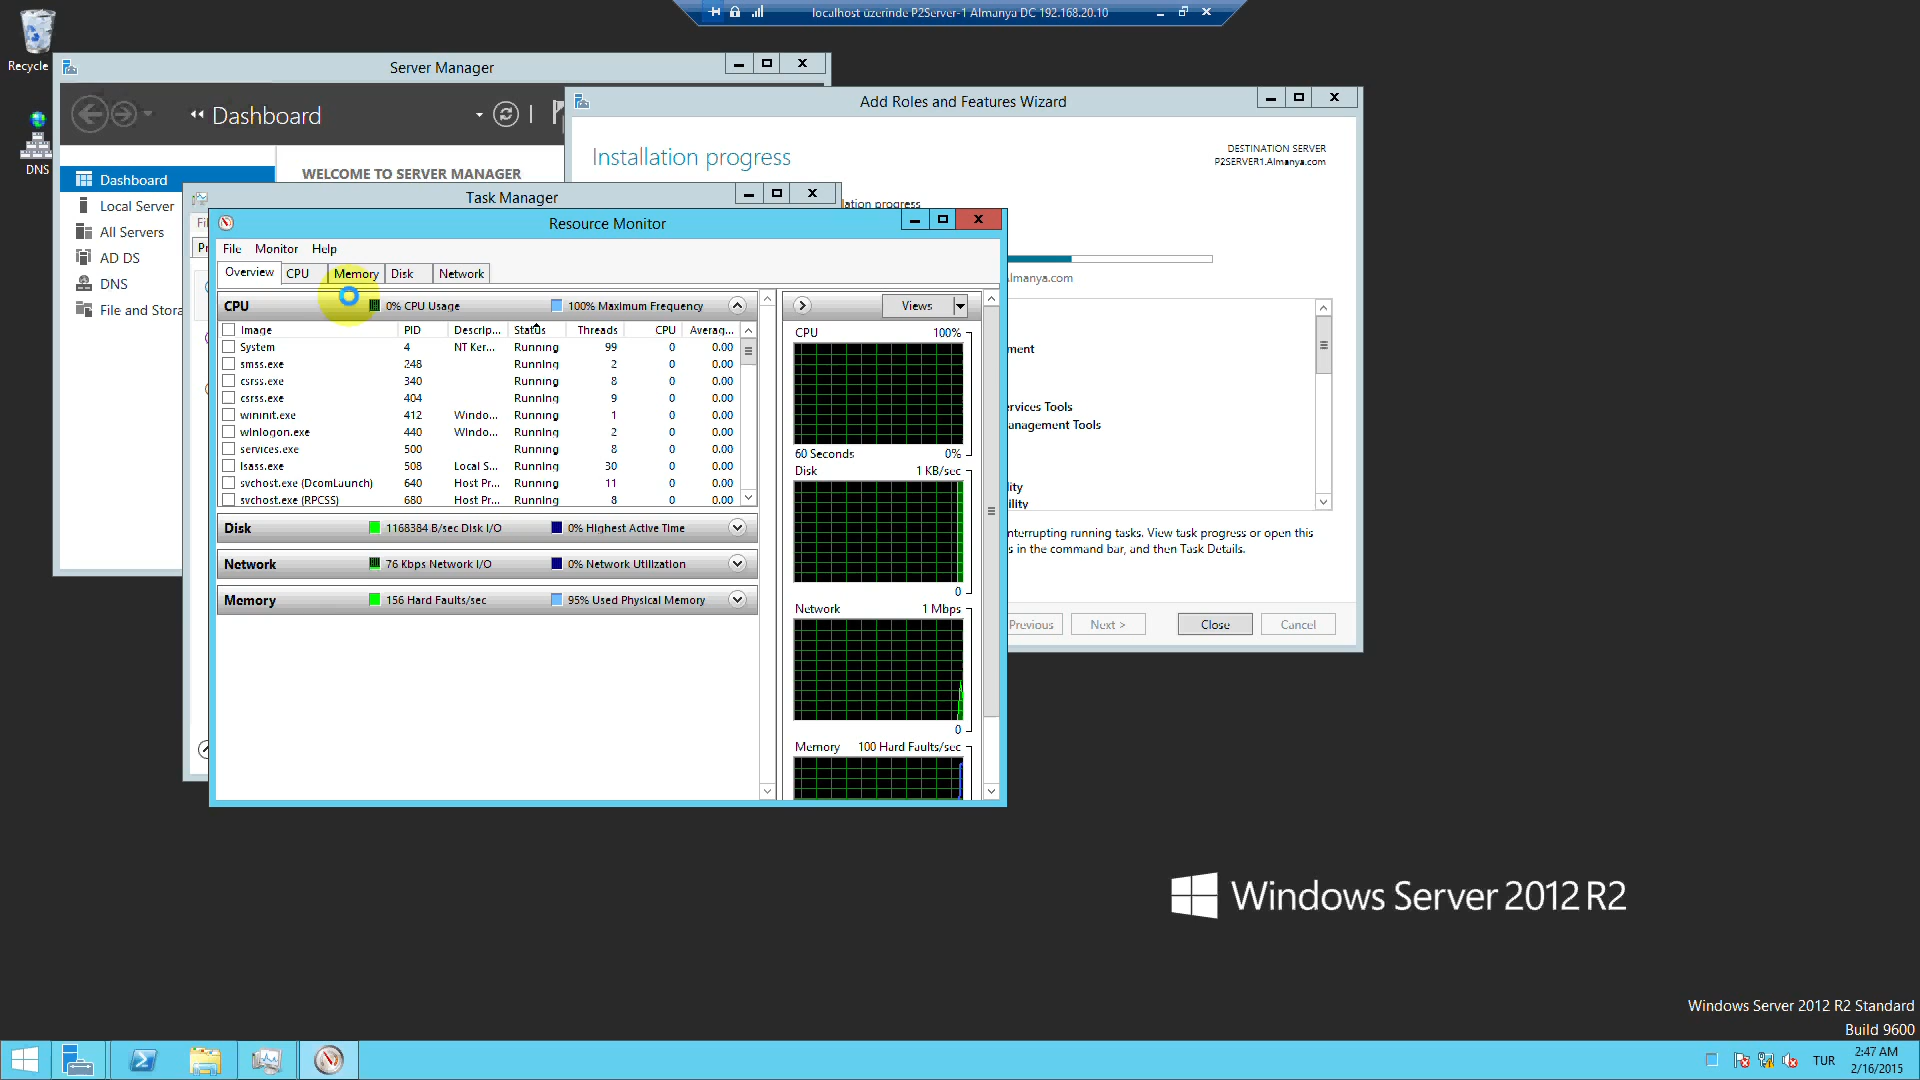 localhost üzerinde P2Server-1 Almanya DC 192.168.20.10
Recycle
DNS
Server Manager
Dashboard
WELCOME TO SERVER MANAGER
Dashboard
Local Server
All Servers
AD DS
DNS
File and Stora
Add Roles and Features Wizard
Installation progress
DESTINATION SERVER
P2SERVER1.Almanya.com
lation progress
lmanya.com
ment
rvices Tools
anagement Tools
ity
ility
nterrupting running tasks. View task progress or open this
s in the command bar, and then Task Details.
Previous
Next >
Close
Cancel
Task Manager
Fil
Pr
Resource Monitor
File Monitor Help
Overview CPU Memory Disk Network
CPU 0% CPU Usage 100% Maximum Frequency
Image PID Descrip... Status Threads CPU Averag...
System 4 NT Ker... Running 99 0 0.00
smss.exe 248 Running 2 0 0.00
csrss.exe 340 Running 8 0 0.00
csrss.exe 404 Running 9 0 0.00
wininit.exe 412 Windo... Running 1 0 0.00
winlogon.exe 440 Windo... Running 2 0 0.00
services.exe 500 Running 8 0 0.00
lsass.exe 508 Local S... Running 30 0 0.00
svchost.exe (DcomLaunch) 640 Host Pr... Running 11 0 0.00
svchost.exe (RPCSS) 680 Host Pr... Running 8 0 0.00
Disk 1168384 B/sec Disk I/O 0% Highest Active Time
Network 76 Kbps Network I/O 0% Network Utilization
Memory 156 Hard Faults/sec 95% Used Physical Memory
Views
CPU 100%
60 Seconds 0%
Disk 1 KB/sec
0
Network 1 Mbps
0
Memory 100 Hard Faults/sec
Windows Server 2012 R2
Windows Server 2012 R2 Standard
Build 9600
TUR
2:47 AM
2/16/2015